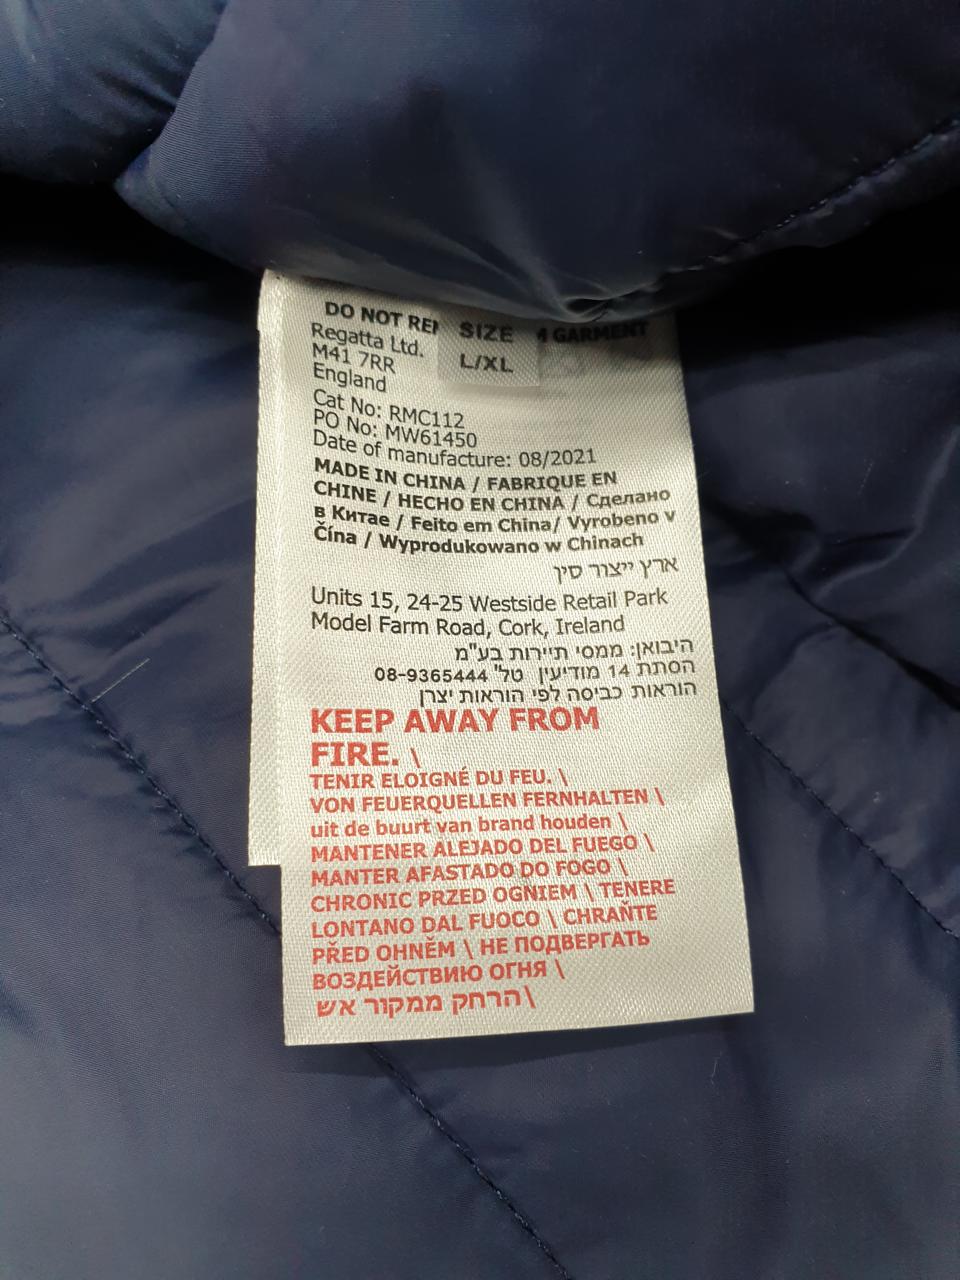 DO NOT
SIZE
GARMENT
L/XL
Regatta Ltd.
M41 7RR
England
Cat No: RMC112
PO No: MW61450
Date of manufacture: 08/2021
MADE IN CHINA / FABRIQUE EN
CHINE / HECHO EN CHINA / Сделано
в Китае / Feito em China/ Vyrobeno v
Čína / Wyprodukowano w Chinach
ארץ ייצור סין
Units 15, 24-25 Westside Retail Park
Model Farm Road, Cork, Ireland
היבואן: ממסי תיירות בע"מ
הסתת 14 מודיעין טל' 08-9365444
הוראות כביסה לפי הוראות יצרן
KEEP AWAY FROM
FIRE. \
TENIR ELOIGNÉ DU FEU. \
VON FEUERQUELLEN FERNHALTEN \
uit de buurt van brand houden \
MANTENER ALEJADO DEL FUEGO \
MANTER AFASTADO DO FOGO \
CHRONIC PRZED OGNIEM \ TENERE
LONTANO DAL FUOCO \ CHRAŇTE
PŘED OHNĚM \ НЕ ПОДВЕРГАТЬ
ВОЗДЕЙСТВИЮ ОГНЯ \
הרחק ממקור אש\